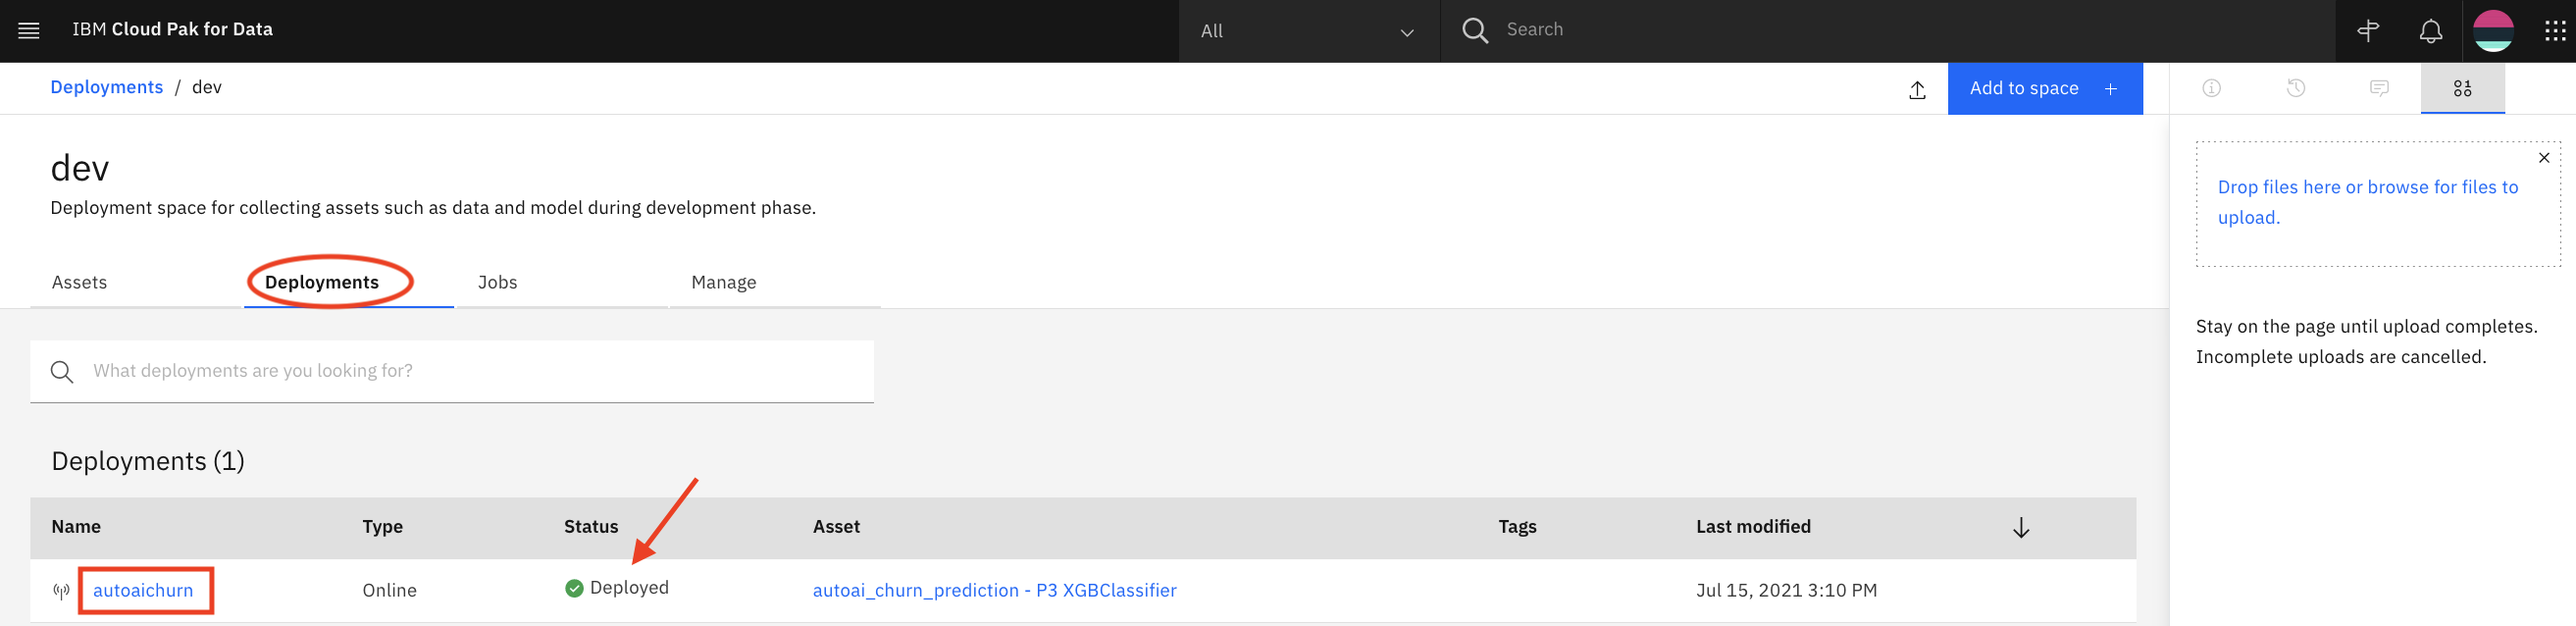 IBM Cloud Pak for Data
All
Search
Deployments / dev
Add to space +
dev
Deployment space for collecting assets such as data and model during development phase.
Assets
Deployments
Jobs
Manage
What deployments are you looking for?
Deployments (1)
Name Type Status Asset Tags Last modified
autoaichurn Online Deployed autoai_churn_prediction - P3 XGBClassifier Jul 15, 2021 3:10 PM
Drop files here or browse for files to
upload.
Stay on the page until upload completes.
Incomplete uploads are cancelled.